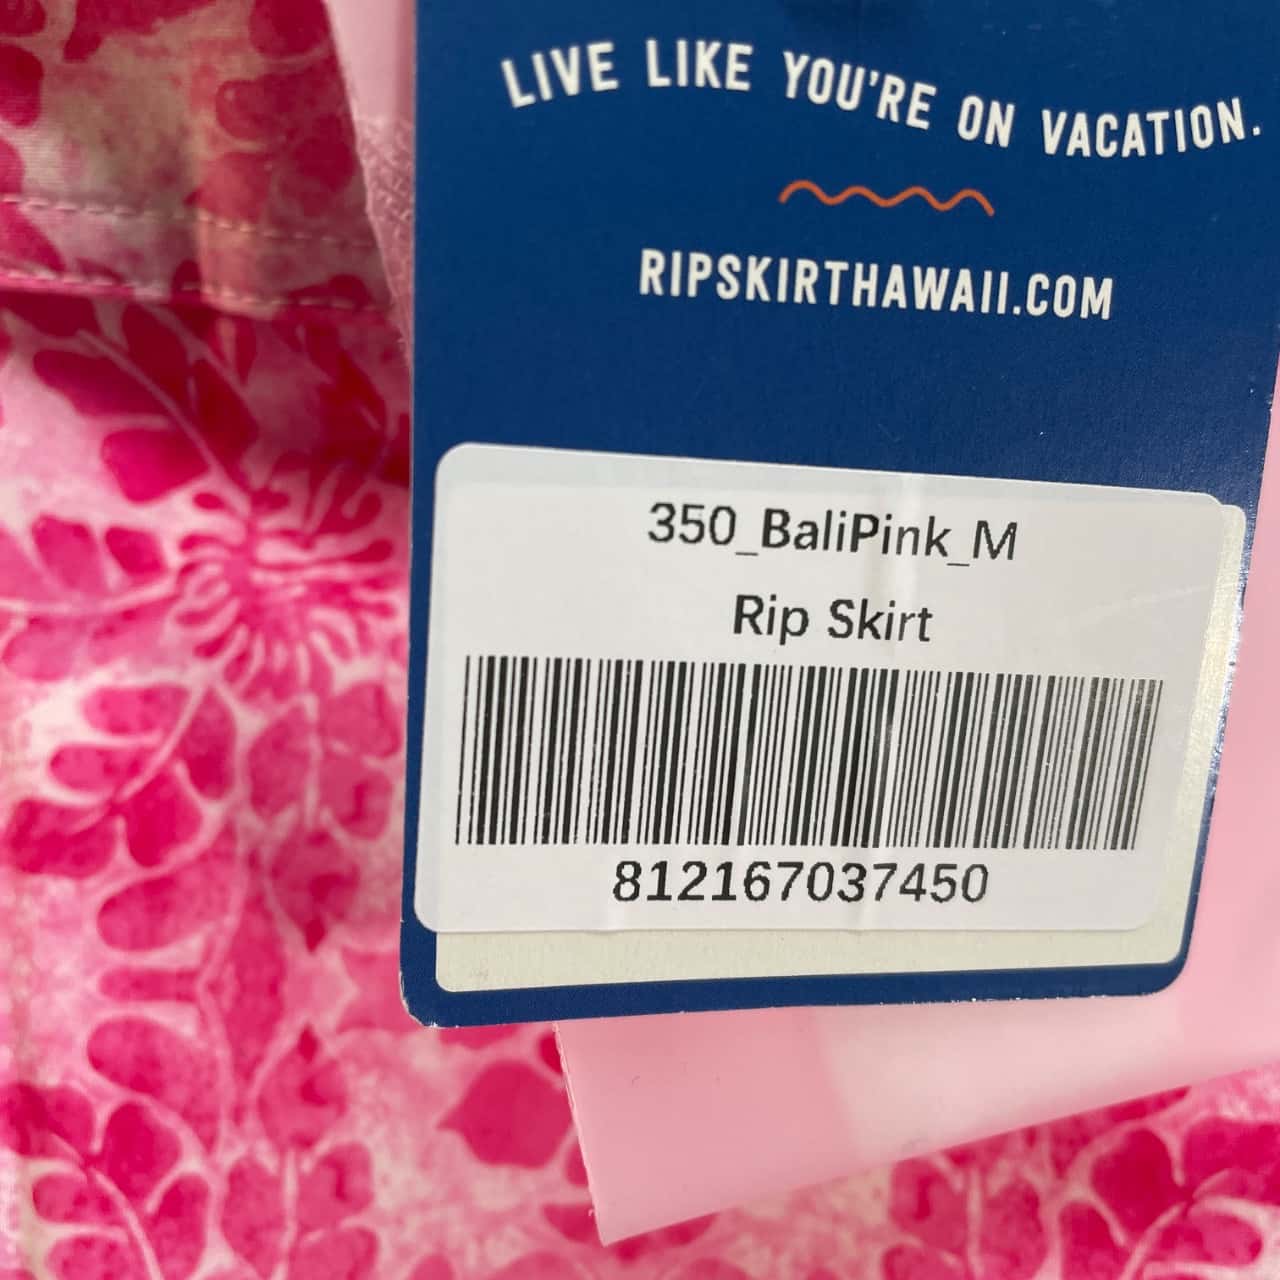 LIVE LIKE YOU'RE ON VACATION.
RIPSKIRTHAWAII.COM
350_BaliPink_M
Rip Skirt
812167037450